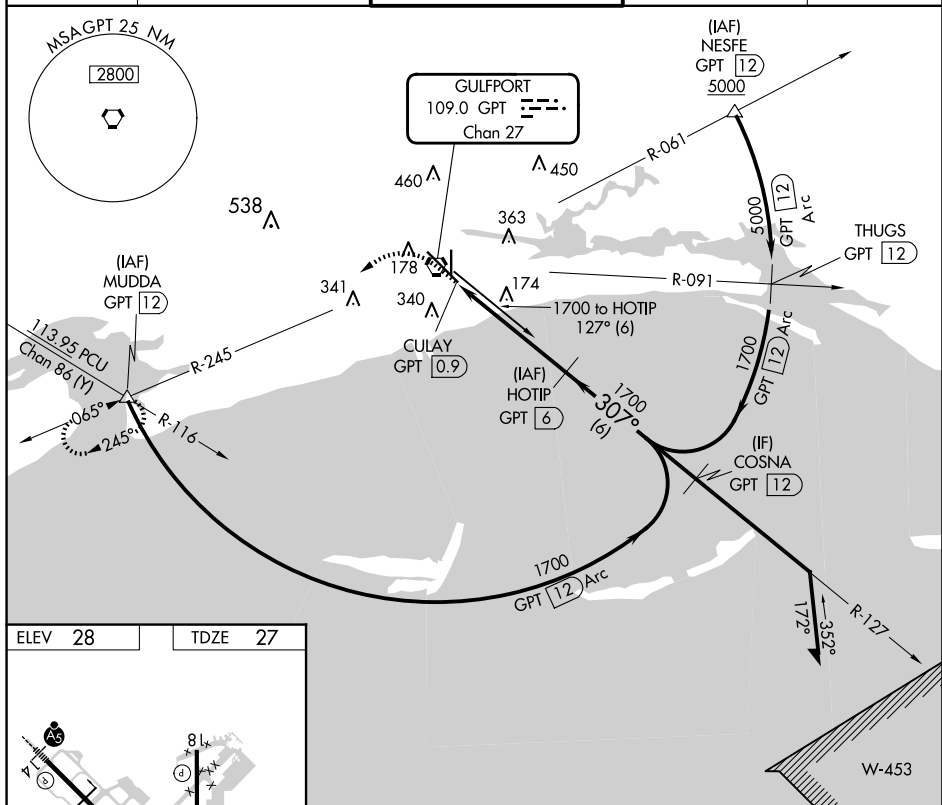 MSA GPT 25 NM
2800
(IAF)
NESFE
GPT 12
5000
GULFPORT
109.0 GPT
Chan 27
R-061
460
450
5000
GPT 12 Arc
538
363
THUGS
GPT 12
178
R-091
(IAF)
MUDDA
GPT 12
341
340
174
1700 to HOTIP
127° (6)
113.95 PCU
Chan 86 (Y)
R-245
CULAY
GPT 0.9
1700
GPT 12 Arc
(IAF)
HOTIP
GPT 6
1700
307°
(6)
065°
245°
R-116
(IF)
COSNA
GPT 12
1700
GPT 12 Arc
172°
352°
R-127
ELEV 28
TDZE 27
A5
14
P
18
P
W-453